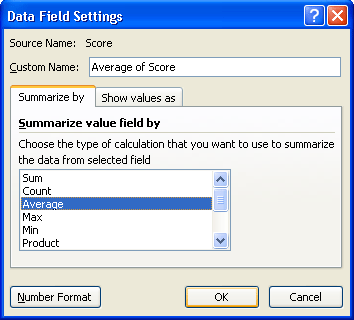 Data Field Settings
Source Name: Score
Custom Name: Average of Score
Summarize by Show values as
Summarize value field by
Choose the type of calculation that you want to use to summarize
the data from selected field
Sum
Count
Average
Max
Min
Product
Number Format OK Cancel